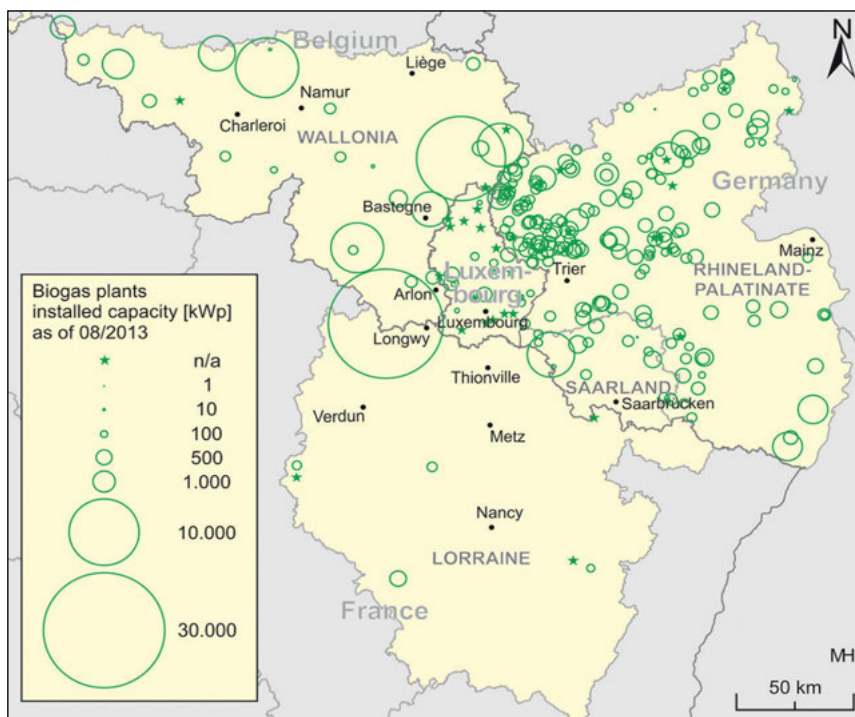 Belgium
N
Liège
Namur
Charleroi
WALLONIA
Germany
Bastogne
Mainz
Luxem-
bourg
Trier
RHINELAND-
PALATINATE
Arlon
Luxembourg
Longwy
Thionville
SAARLAND
Saarbrücken
Verdun
Metz
Nancy
LORRAINE
France
Biogas plants
installed capacity [kWp]
as of 08/2013
n/a
1
10
100
500
1.000
10.000
30.000
MH
50 km